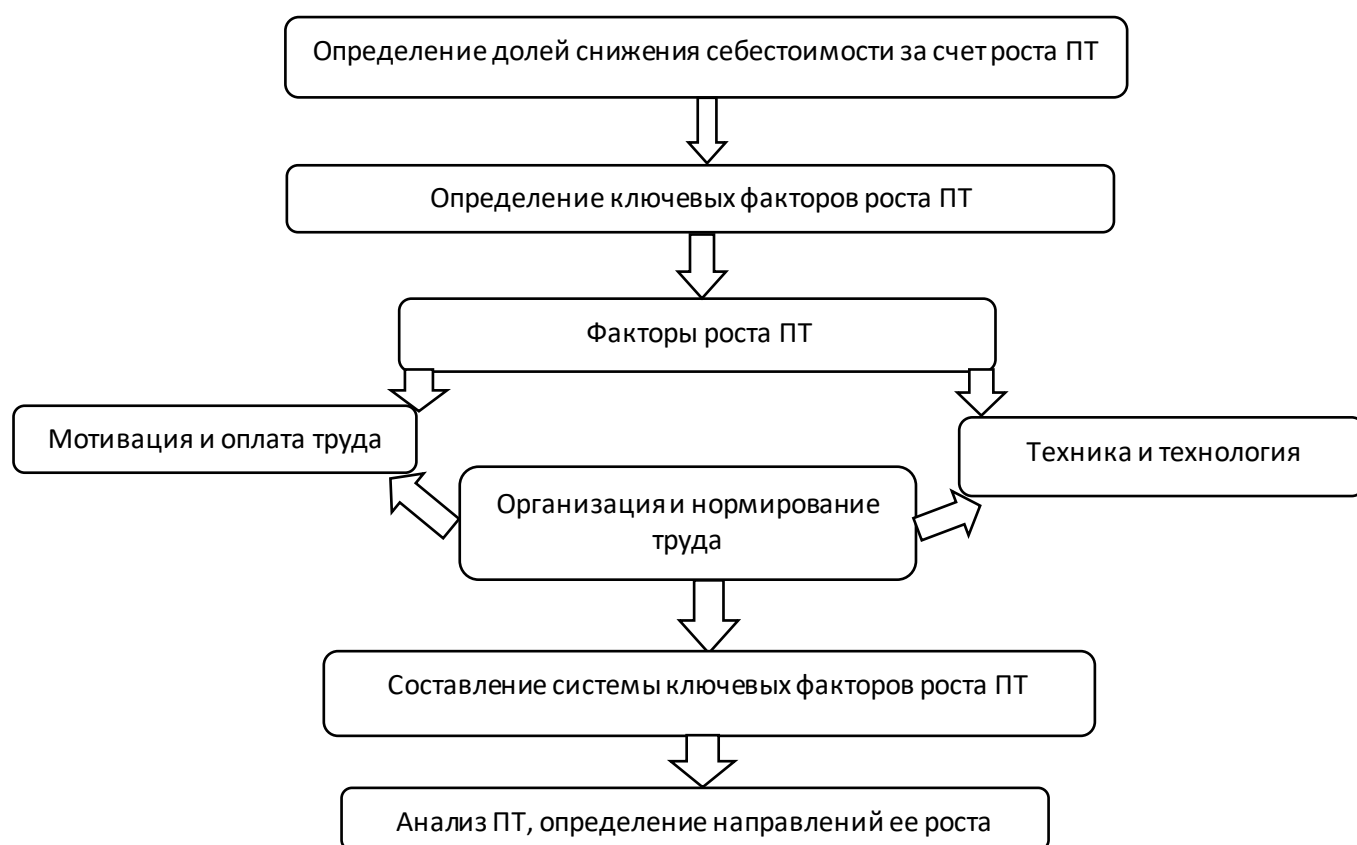 Определение долей снижения себестоимости за счет роста ПТ
Определение ключевых факторов роста ПТ
Факторы роста ПТ
Мотивация и оплата труда
Техника и технология
Организация и нормирование
труда
Составление системы ключевых факторов роста ПТ
Анализ ПТ, определение направлений ее роста